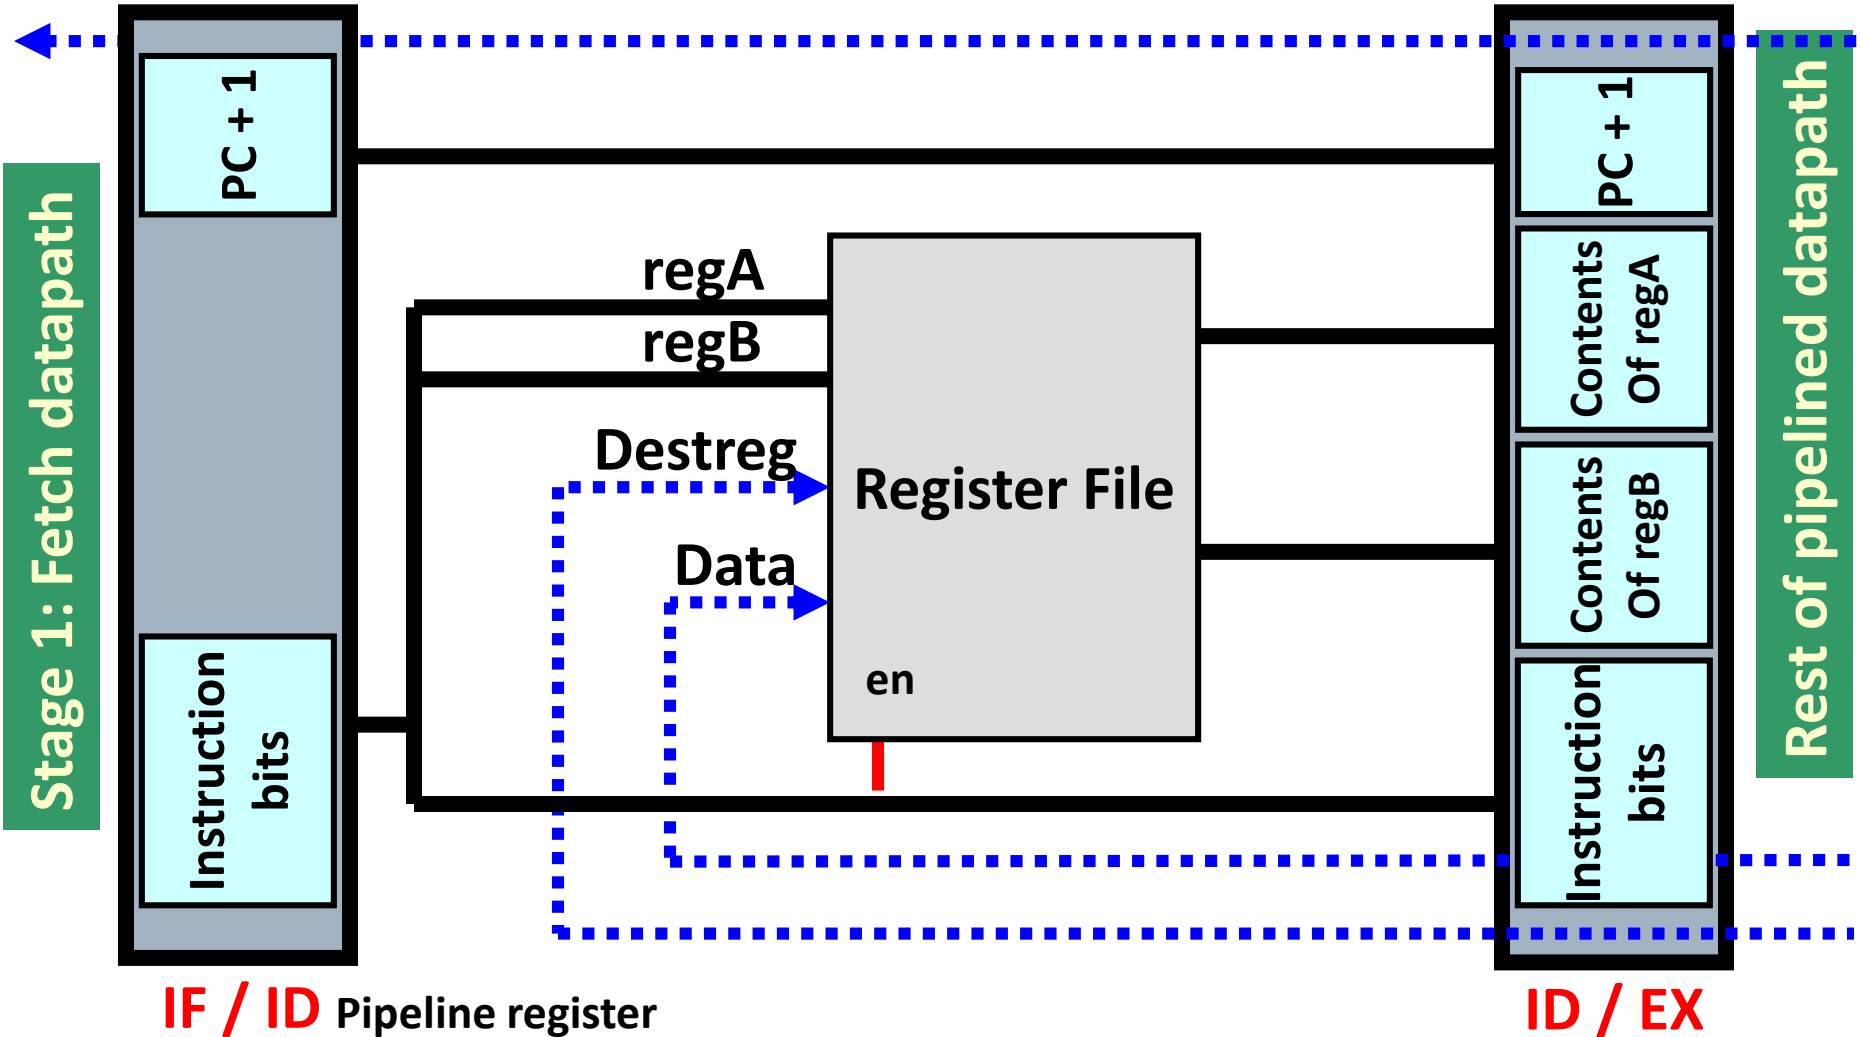 Stage 1: Fetch datapath
PC + 1
Instruction
bits
regA
regB
Destreg
Data
Register File
en
PC + 1
Contents
Of regA
Contents
Of regB
Instruction
bits
Rest of pipelined datapath
IF / ID Pipeline register
ID / EX